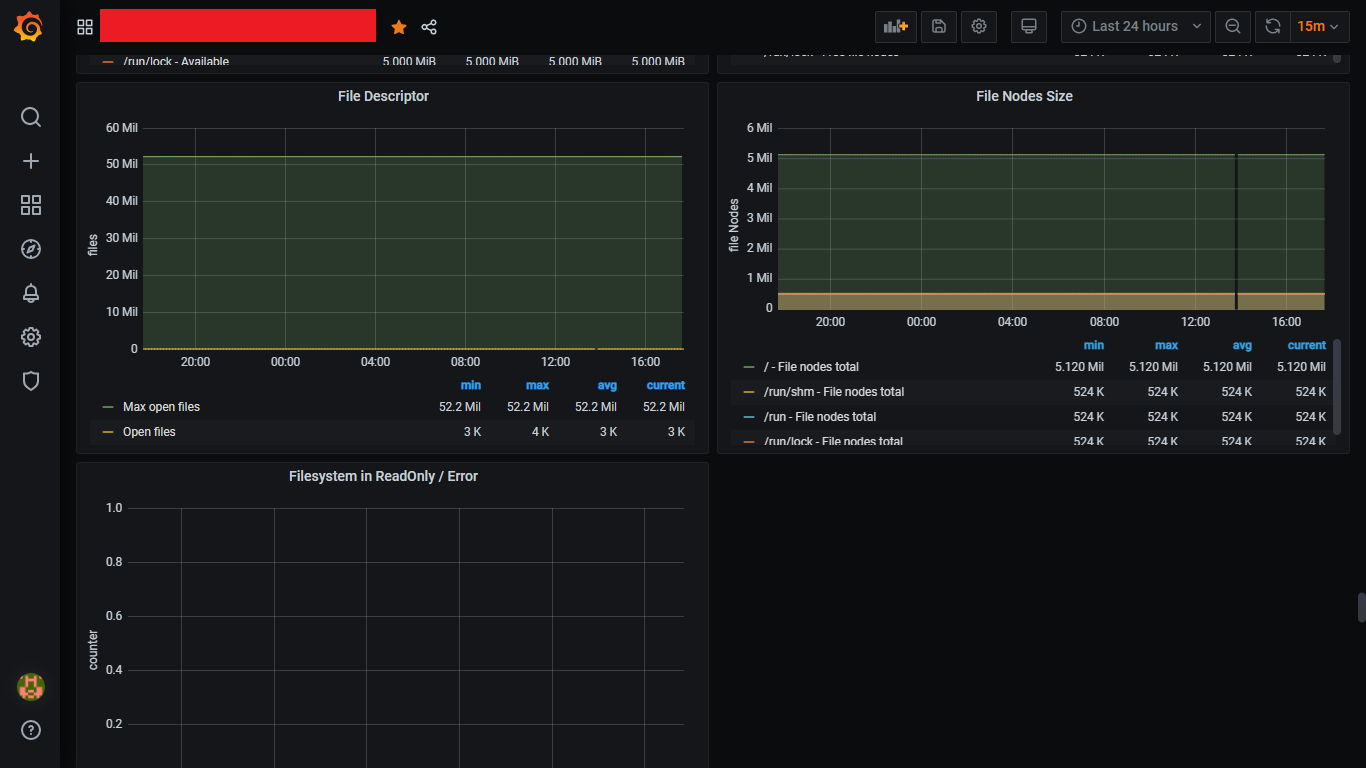 Last 24 hours
15m
/run/lock - Available 5.000 MiB 5.000 MiB 5.000 MiB 5.000 MiB
File Descriptor
60 Mil
50 Mil
40 Mil
30 Mil
20 Mil
10 Mil
0
files
20:00 00:00 04:00 08:00 12:00 16:00
min max avg current
Max open files 52.2 Mil 52.2 Mil 52.2 Mil 52.2 Mil
Open files 3 K 4 K 3 K 3 K
File Nodes Size
6 Mil
5 Mil
4 Mil
3 Mil
2 Mil
1 Mil
0
file Nodes
20:00 00:00 04:00 08:00 12:00 16:00
min max avg current
/ - File nodes total 5.120 Mil 5.120 Mil 5.120 Mil 5.120 Mil
/run/shm - File nodes total 524 K 524 K 524 K 524 K
/run - File nodes total 524 K 524 K 524 K 524 K
/run/lock - File nodes total 524 K 524 K 524 K 524 K
Filesystem in ReadOnly / Error
1.0
0.8
0.6
0.4
0.2
counter